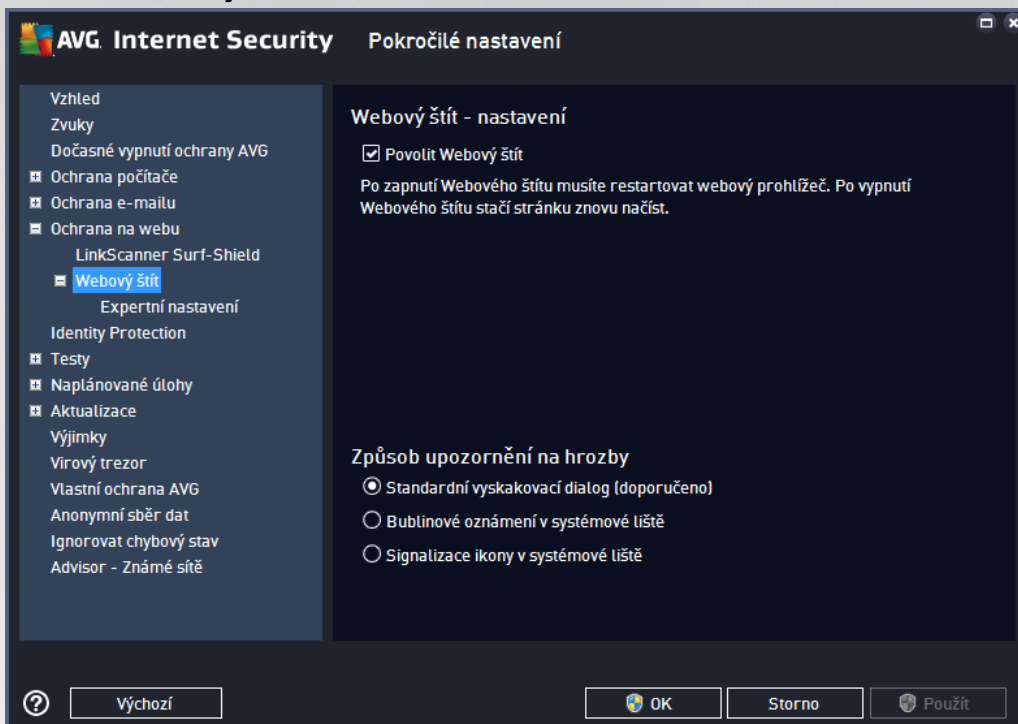 AVG Internet Security Pokročilé nastavení
Vzhled
Zvuky
Dočasné vypnutí ochrany AVG
Ochrana počítače
Ochrana e-mailu
Ochrana na webu
LinkScanner Surf-Shield
Webový štít
Expertní nastavení
Identity Protection
Testy
Naplánované úlohy
Aktualizace
Výjimky
Virový trezor
Vlastní ochrana AVG
Anonymní sběr dat
Ignorovat chybový stav
Advisor - Známé sítě
Webový štít - nastavení
Povolit Webový štít
Po zapnutí Webového štítu musíte restartovat webový prohlížeč. Po vypnutí
Webového štítu stačí stránku znovu načíst.
Způsob upozornění na hrozby
Standardní vyskakovací dialog (doporučeno)
Bublinové oznámení v systémové liště
Signalizace ikony v systémové liště
Výchozí
OK
Storno
Použít